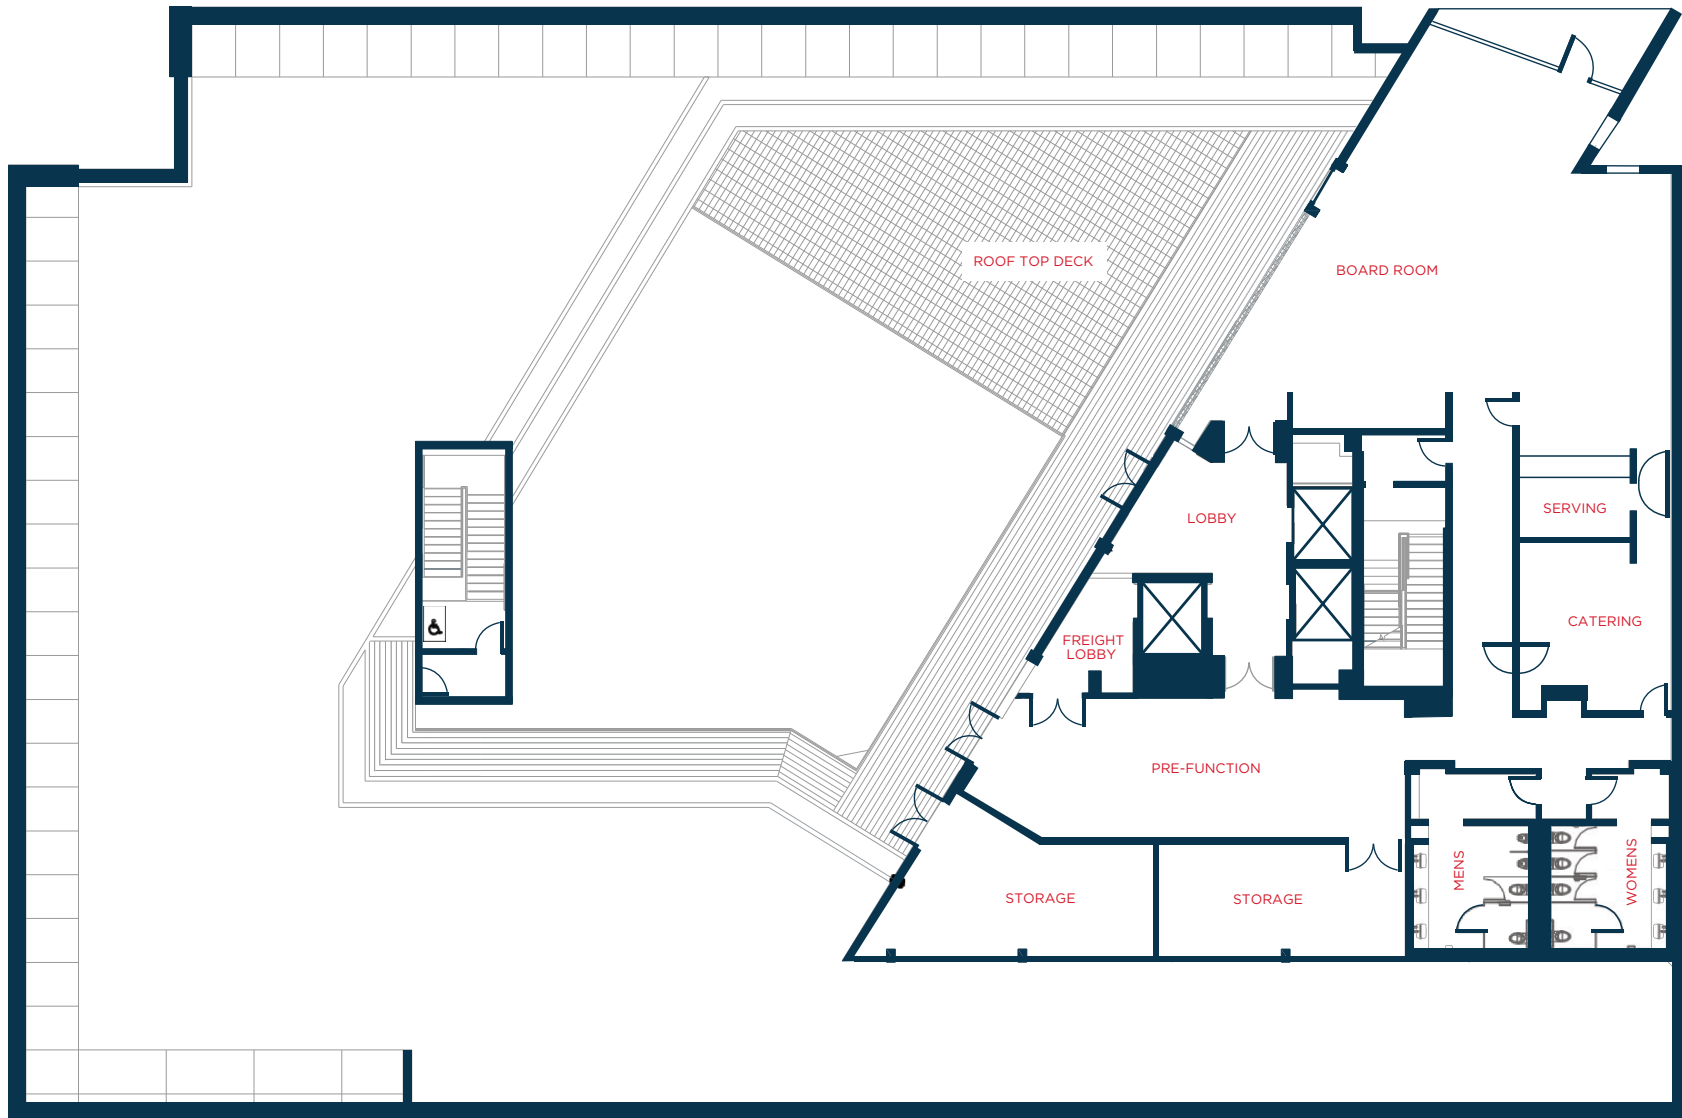 ROOF TOP DECK
BOARD ROOM
SERVING
LOBBY
CATERING
FREIGHT
LOBBY
PRE-FUNCTION
MENS
WOMENS
STORAGE
STORAGE